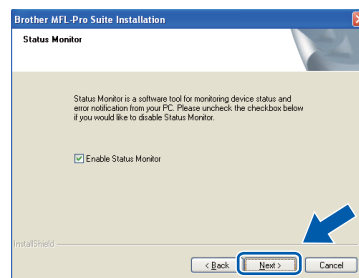 Brother MFL-Pro Suite Installation
Status Monitor
Status Monitor is a software tool for monitoring device status and
error notification from your PC. Please uncheck the checkbox below
if you would like to disable Status Monitor.
Enable Status Monitor
InstallShield
< Back
Next >
Cancel